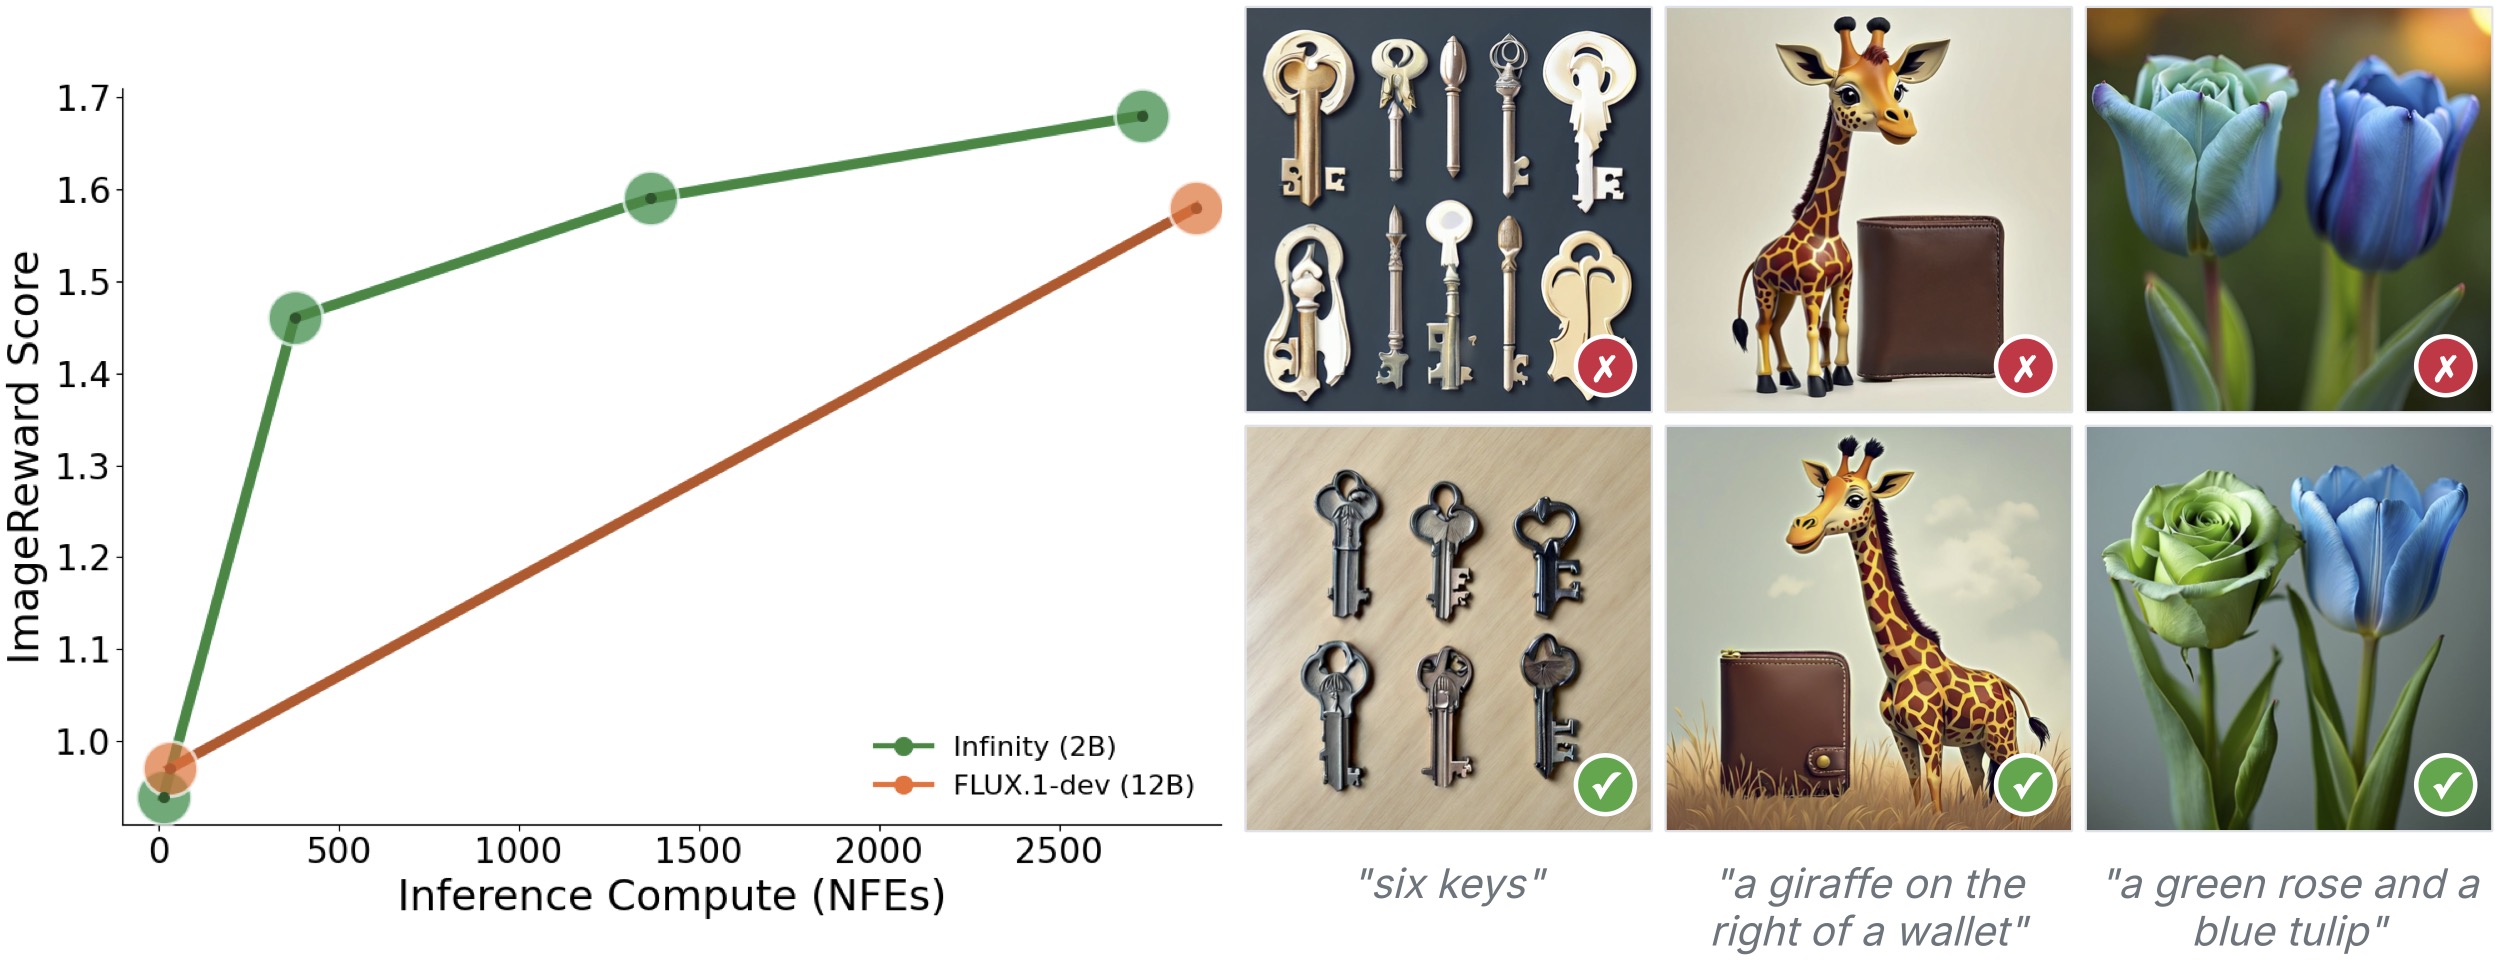 1.7
1.6
1.5
1.4
1.3
1.2
1.1
1.0
ImageReward Score
0 500 1000 1500 2000 2500
Inference Compute (NFEs)
Infinity (2B)
FLUX.1-dev (12B)
✗ ✗ ✗
✓ ✓ ✓
"six keys"
"a giraffe on the
right of a wallet"
"a green rose and a
blue tulip"